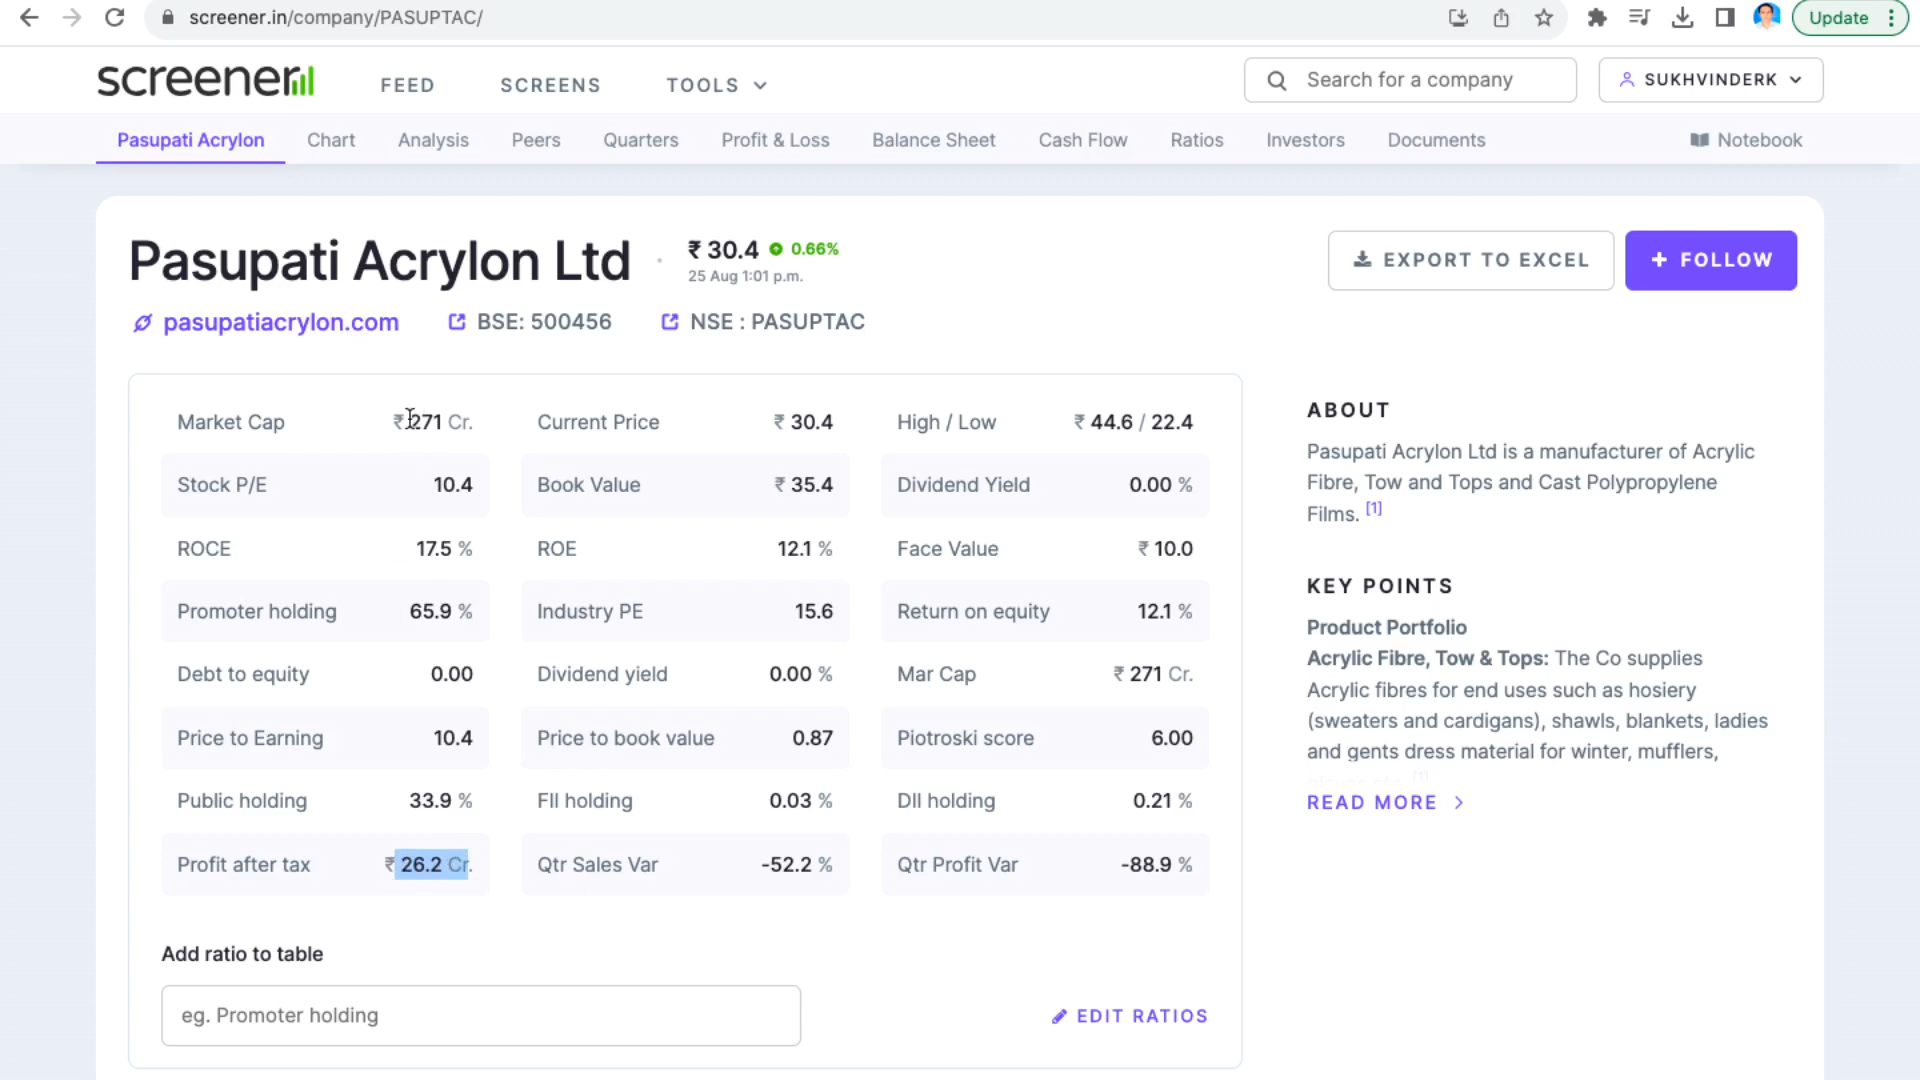 screener.in/company/PASUPTAC/
Update
screener
FEED
SCREENS
TOOLS
Search for a company
SUKHVINDERK
Pasupati Acrylon
Chart
Analysis
Peers
Quarters
Profit & Loss
Balance Sheet
Cash Flow
Ratios
Investors
Documents
Notebook
Pasupati Acrylon Ltd
₹ 30.4 0.66%
25 Aug 1:01 p.m.
EXPORT TO EXCEL
+ FOLLOW
pasupatiacrylon.com
BSE: 500456
NSE : PASUPTAC
Market Cap ₹ 271 Cr.
Current Price ₹ 30.4
High / Low ₹ 44.6 / 22.4
Stock P/E 10.4
Book Value ₹ 35.4
Dividend Yield 0.00 %
ROCE 17.5 %
ROE 12.1 %
Face Value ₹ 10.0
Promoter holding 65.9 %
Industry PE 15.6
Return on equity 12.1 %
Debt to equity 0.00
Dividend yield 0.00 %
Mar Cap ₹ 271 Cr.
Price to Earning 10.4
Price to book value 0.87
Piotroski score 6.00
Public holding 33.9 %
FII holding 0.03 %
DII holding 0.21 %
Profit after tax ₹ 26.2 Cr.
Qtr Sales Var -52.2 %
Qtr Profit Var -88.9 %
Add ratio to table
eg. Promoter holding
EDIT RATIOS
ABOUT
Pasupati Acrylon Ltd is a manufacturer of Acrylic
Fibre, Tow and Tops and Cast Polypropylene
Films. [1]
KEY POINTS
Product Portfolio
Acrylic Fibre, Tow & Tops: The Co supplies
Acrylic fibres for end uses such as hosiery
(sweaters and cardigans), shawls, blankets, ladies
and gents dress material for winter, mufflers,
READ MORE